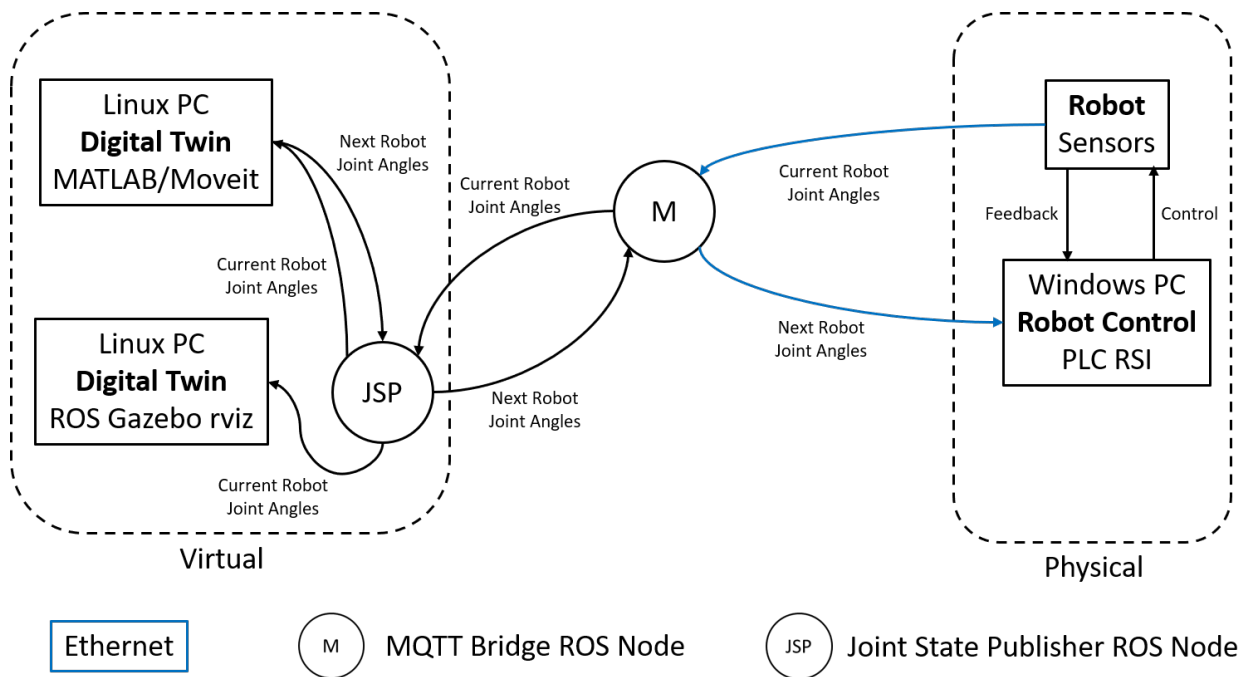 Linux PC
Digital Twin
MATLAB/Moveit
Next Robot
Joint Angles
Current Robot
Joint Angles
Linux PC
Digital Twin
ROS Gazebo rviz
JSP
Current Robot
Joint Angles
Virtual
Current Robot
Joint Angles
M
Next Robot
Joint Angles
Current Robot
Joint Angles
Next Robot
Joint Angles
Robot
Sensors
Feedback
Control
Windows PC
Robot Control
PLC RSI
Physical
Ethernet
M
MQTT Bridge ROS Node
JSP
Joint State Publisher ROS Node